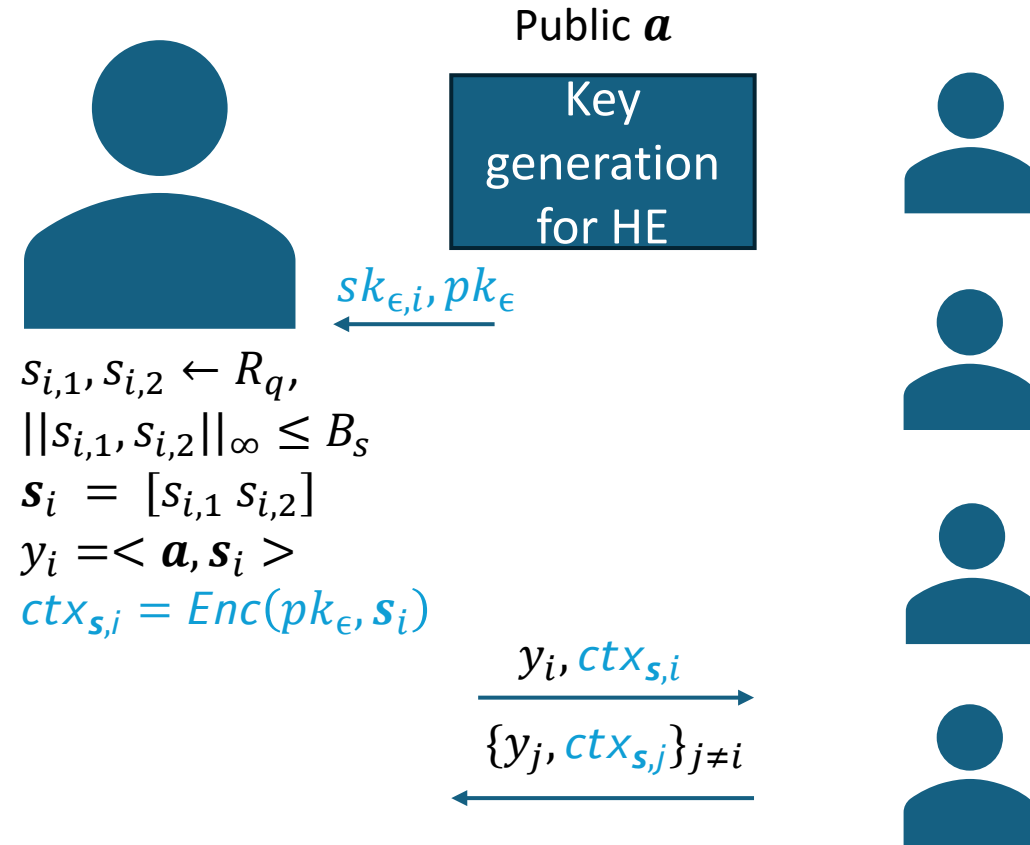 Public 𝒂
Key
generation
for HE
sk_{ϵ,i}, pk_ϵ
s_{i,1}, s_{i,2} ← R_q,
||s_{i,1}, s_{i,2}||_∞ ≤ B_s
𝒔_i = [s_{i,1} s_{i,2}]
y_i =< 𝒂, 𝒔_i >
ctx_{𝒔,i} = Enc(pk_ϵ, 𝒔_i)
y_i, ctx_{𝒔,i}
{y_j, ctx_{𝒔,j}}_{j≠i}